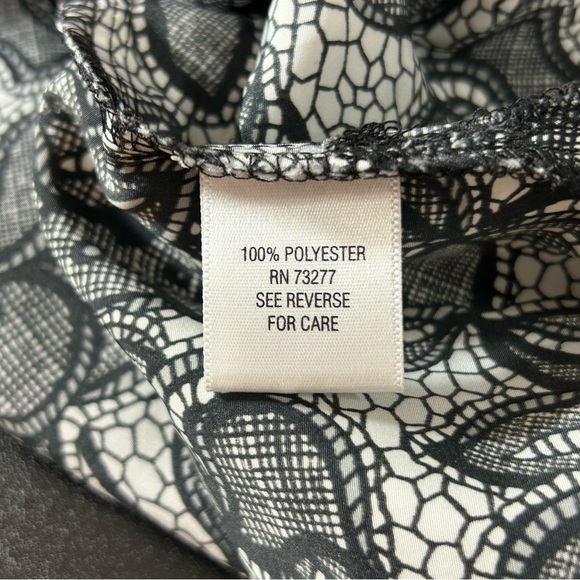 100% POLYESTER
RN 73277
SEE REVERSE
FOR CARE